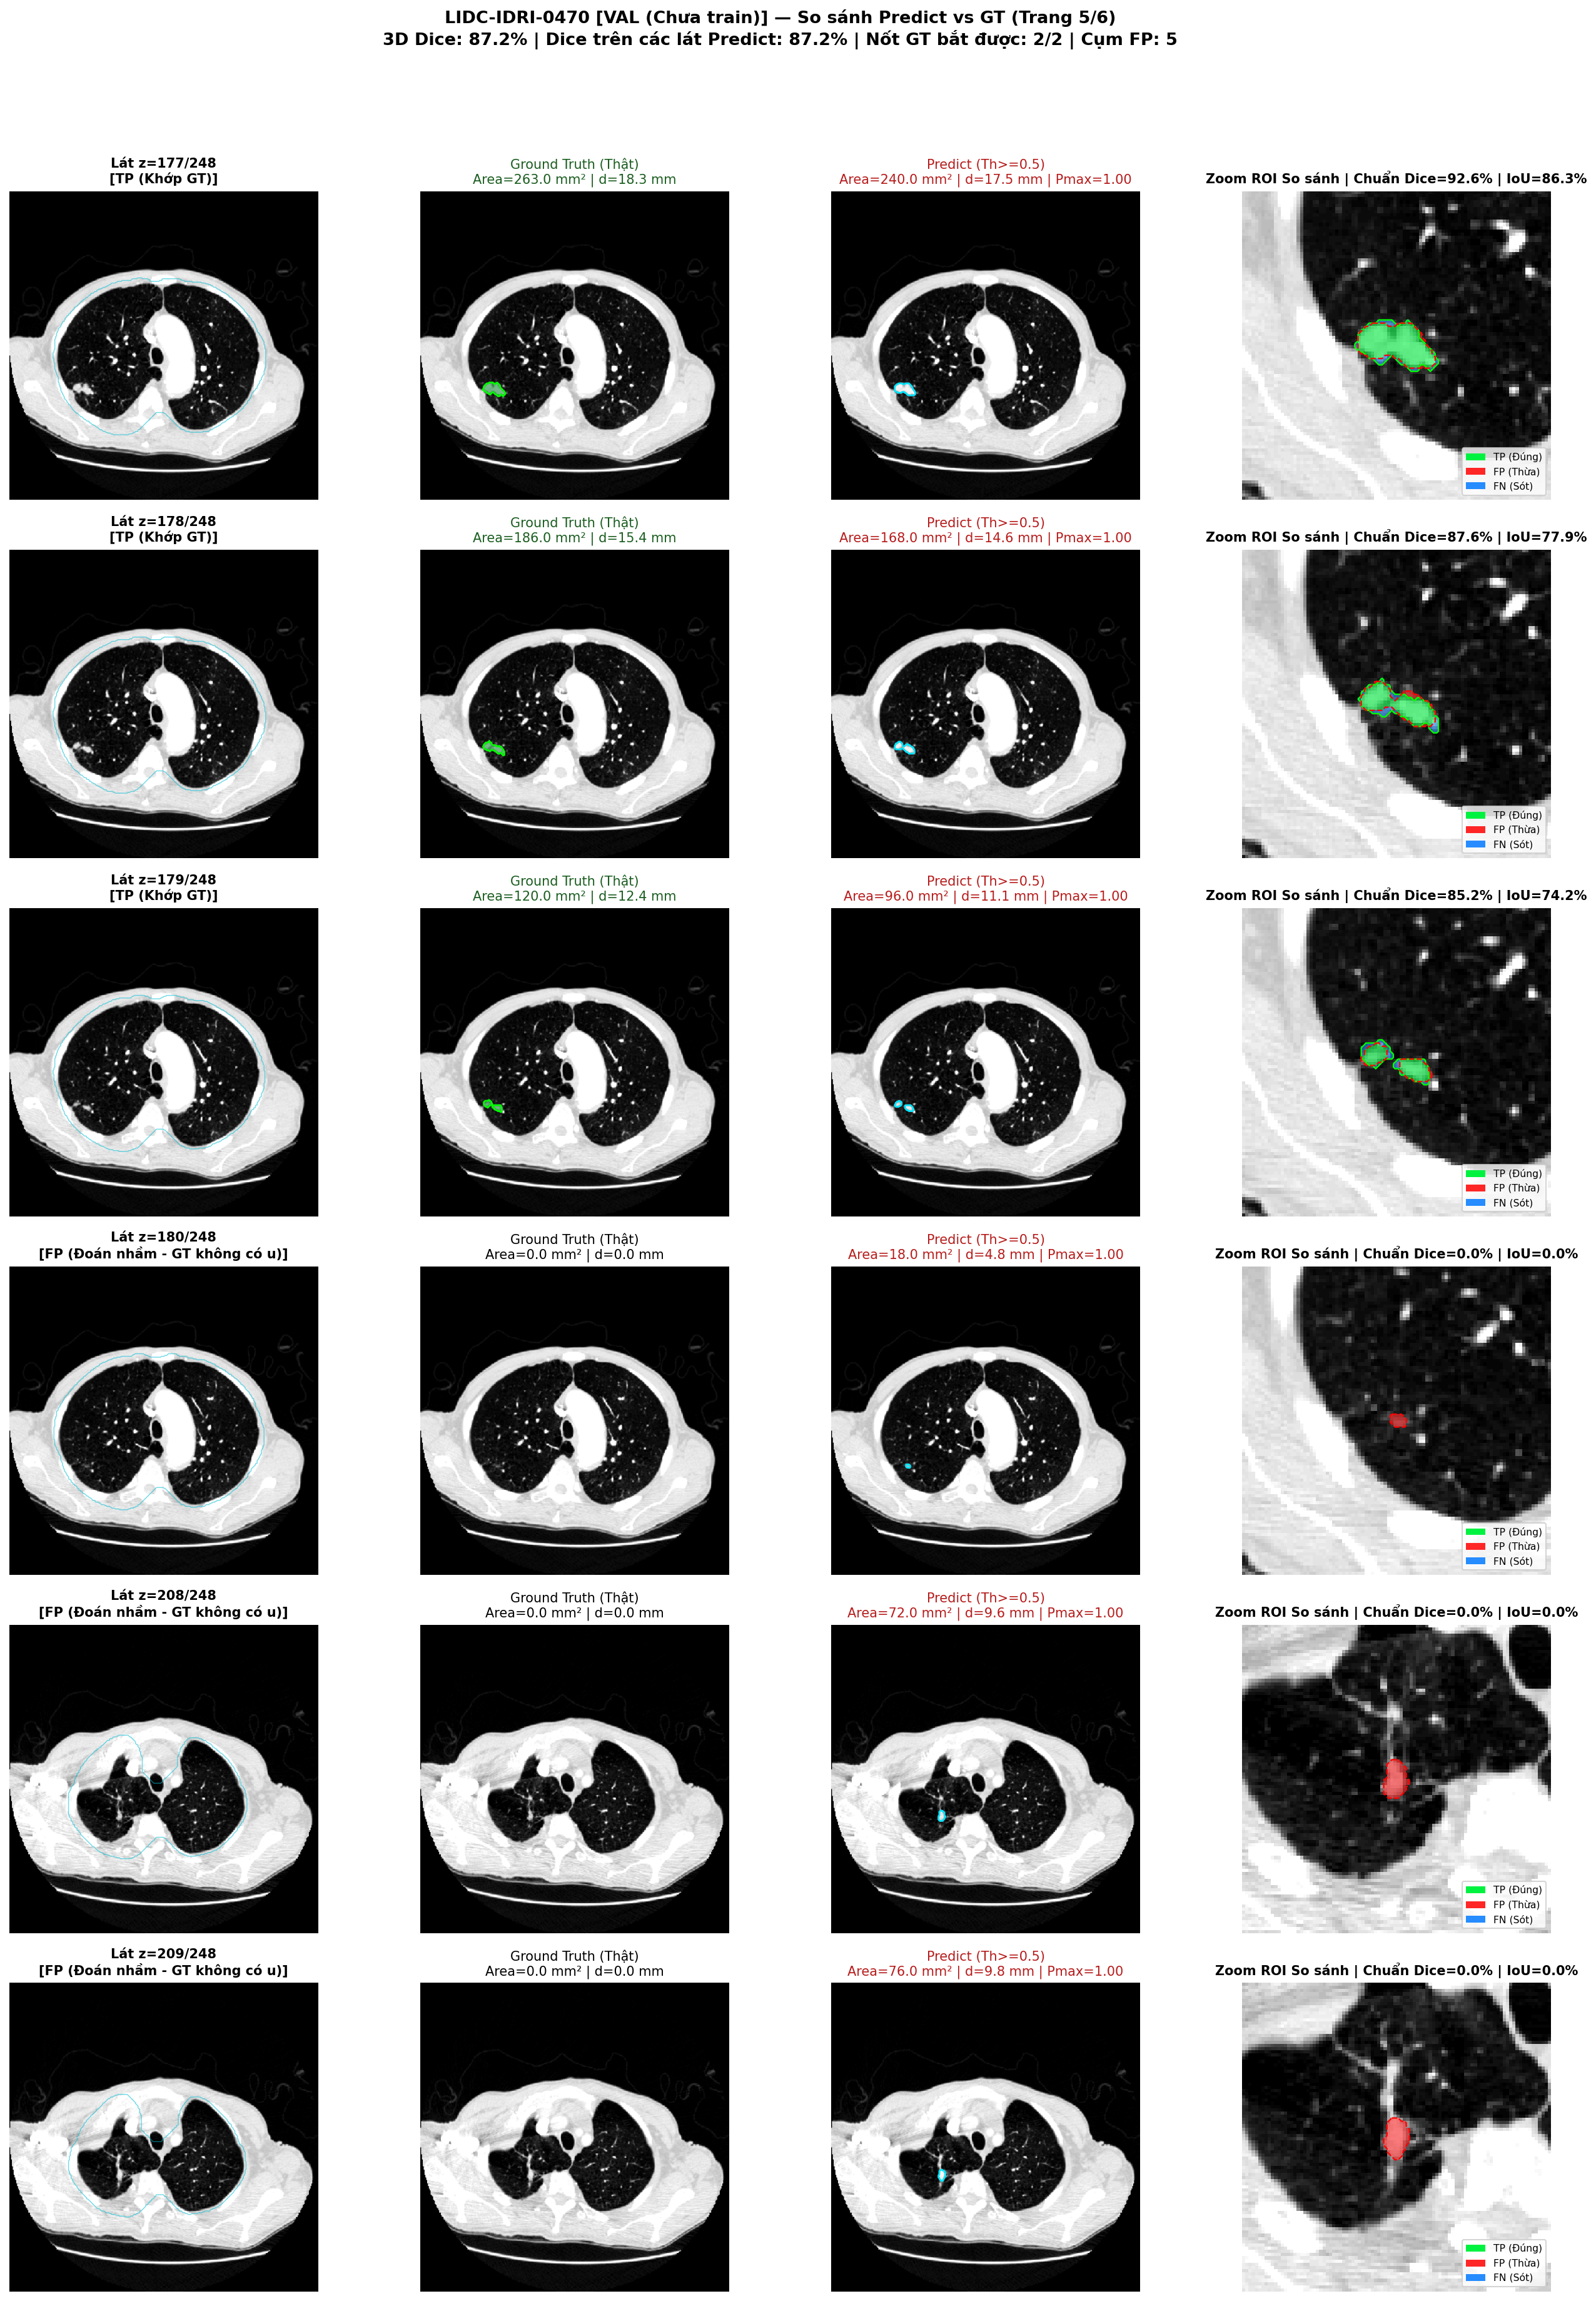 LIDC-IDRI-0470 [VAL (Chưa train)] — So sánh Predict vs GT (Trang 5/6)
3D Dice: 87.2% | Dice trên các lát Predict: 87.2% | Nốt GT bắt được: 2/2 | Cụm FP: 5
Lát z=177/248
[TP (Khớp GT)]
Ground Truth (Thật)
Area=263.0 mm² | d=18.3 mm
Predict (Th>=0.5)
Area=240.0 mm² | d=17.5 mm | Pmax=1.00
Zoom ROI So sánh | Chuẩn Dice=92.6% | IoU=86.3%
TP (Đúng)
FP (Thừa)
FN (Sót)
Lát z=178/248
[TP (Khớp GT)]
Ground Truth (Thật)
Area=186.0 mm² | d=15.4 mm
Predict (Th>=0.5)
Area=168.0 mm² | d=14.6 mm | Pmax=1.00
Zoom ROI So sánh | Chuẩn Dice=87.6% | IoU=77.9%
TP (Đúng)
FP (Thừa)
FN (Sót)
Lát z=179/248
[TP (Khớp GT)]
Ground Truth (Thật)
Area=120.0 mm² | d=12.4 mm
Predict (Th>=0.5)
Area=96.0 mm² | d=11.1 mm | Pmax=1.00
Zoom ROI So sánh | Chuẩn Dice=85.2% | IoU=74.2%
TP (Đúng)
FP (Thừa)
FN (Sót)
Lát z=180/248
[FP (Đoán nhầm - GT không có u)]
Ground Truth (Thật)
Area=0.0 mm² | d=0.0 mm
Predict (Th>=0.5)
Area=18.0 mm² | d=4.8 mm | Pmax=1.00
Zoom ROI So sánh | Chuẩn Dice=0.0% | IoU=0.0%
TP (Đúng)
FP (Thừa)
FN (Sót)
Lát z=208/248
[FP (Đoán nhầm - GT không có u)]
Ground Truth (Thật)
Area=0.0 mm² | d=0.0 mm
Predict (Th>=0.5)
Area=72.0 mm² | d=9.6 mm | Pmax=1.00
Zoom ROI So sánh | Chuẩn Dice=0.0% | IoU=0.0%
TP (Đúng)
FP (Thừa)
FN (Sót)
Lát z=209/248
[FP (Đoán nhầm - GT không có u)]
Ground Truth (Thật)
Area=0.0 mm² | d=0.0 mm
Predict (Th>=0.5)
Area=76.0 mm² | d=9.8 mm | Pmax=1.00
Zoom ROI So sánh | Chuẩn Dice=0.0% | IoU=0.0%
TP (Đúng)
FP (Thừa)
FN (Sót)